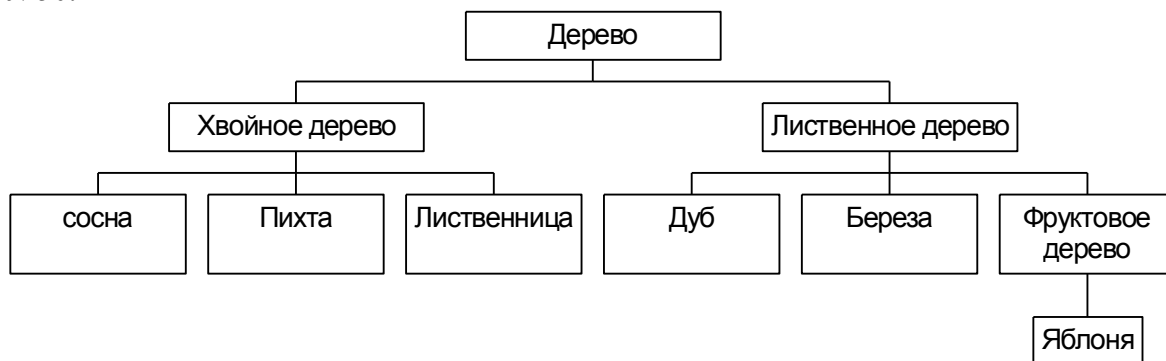 Дерево
Хвойное дерево
Лиственное дерево
сосна
Пихта
Лиственница
Дуб
Береза
Фруктовое
дерево
Яблоня